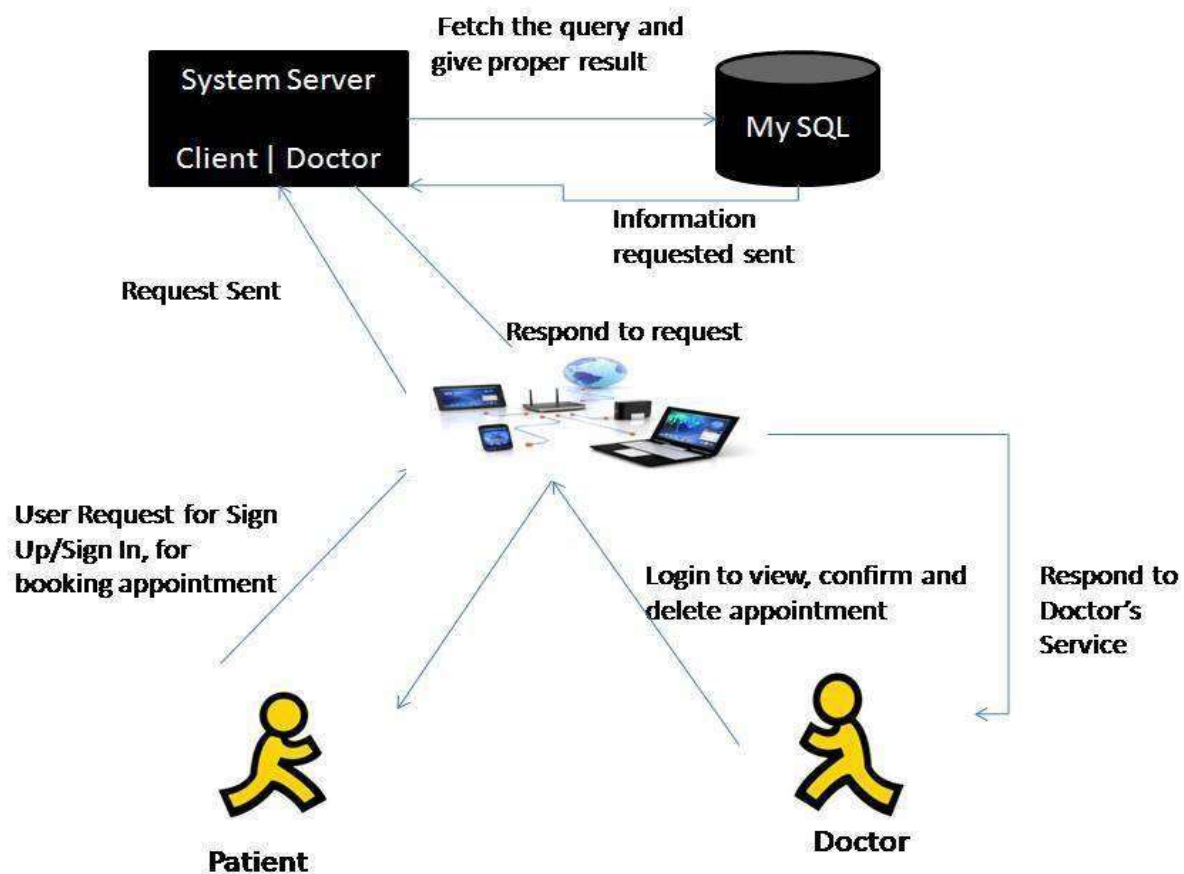 Fetch the query and
give proper result
System Server
Client | Doctor
My SQL
Information
requested sent
Request Sent
Respond to request
User Request for Sign
Up/Sign In, for
booking appointment
Login to view, confirm and
delete appointment
Respond to
Doctor's
Service
Patient
Doctor